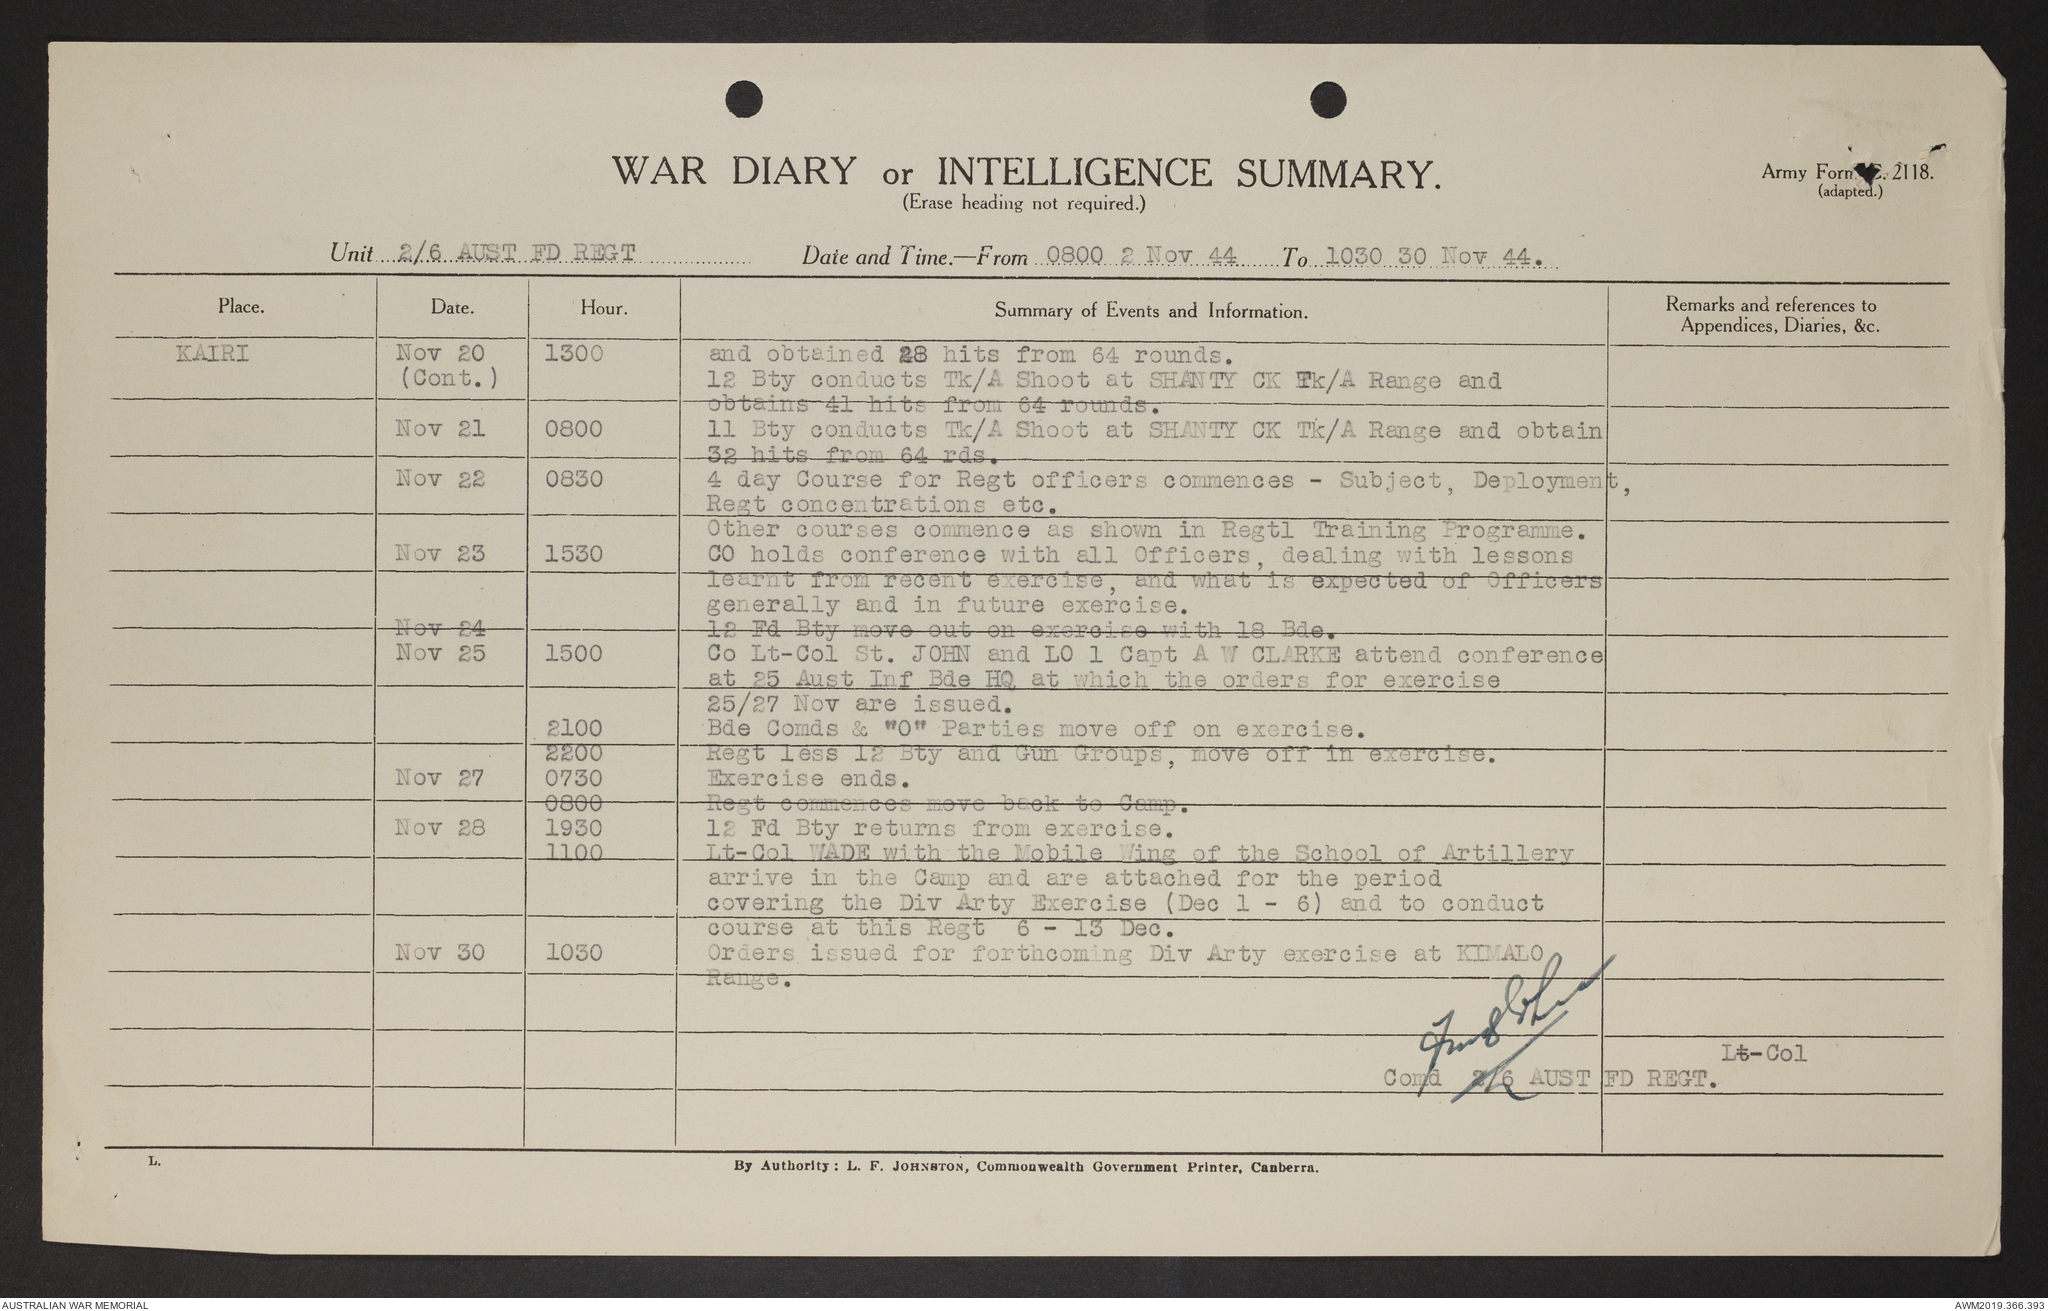 WAR DIARY or INTELLIGENCE SUMMARY.
(Erase heading not required.)
Army Form C. 2118.
(adapted.)
Unit 2/6 AUST FD REGT Date and Time.—From 0800 2 Nov 44 To 1030 30 Nov 44.
Place. Date. Hour. Summary of Events and Information. Remarks and references to Appendices, Diaries, &c.
KAIRI Nov 20 1300 and obtained 28 hits from 64 rounds.
(Cont.) 12 Bty conducts Tk/A Shoot at SHANTY CK Tk/A Range and
obtains 41 hits from 64 rounds.
Nov 21 0800 11 Bty conducts Tk/A Shoot at SHANTY CK Tk/A Range and obtain
32 hits from 64 rds.
Nov 22 0830 4 day Course for Regt officers commences - Subject, Deployment,
Regt concentrations etc.
Other courses commence as shown in Regtl Training Programme.
Nov 23 1530 CO holds conference with all Officers, dealing with lessons
learnt from recent exercise, and what is expected of Officers
generally and in future exercise.
Nov 24 12 Fd Bty move out on exercise with 18 Bde.
Nov 25 1500 Co Lt-Col St. JOHN and LO 1 Capt A W CLARKE attend conference
at 25 Aust Inf Bde HQ at which the orders for exercise
25/27 Nov are issued.
2100 Bde Comds & "O" Parties move off on exercise.
2200 Regt less 12 Bty and Gun Groups, move off in exercise.
Nov 27 0730 Exercise ends.
0800 Regt commences move back to Camp.
Nov 28 1930 12 Fd Bty returns from exercise.
1100 Lt-Col WADE with the Mobile Wing of the School of Artillery
arrive in the Camp and are attached for the period
covering the Div Arty Exercise (Dec 1 - 6) and to conduct
course at this Regt 6 - 13 Dec.
Nov 30 1030 Orders issued for forthcoming Div Arty exercise at KIMALO
Range.
Lt-Col
Comd 2/6 AUST FD REGT.
L.
By Authority: L. F. JOHNSTON, Commonwealth Government Printer, Canberra.
AUSTRALIAN WAR MEMORIAL
AWM2019.366.393